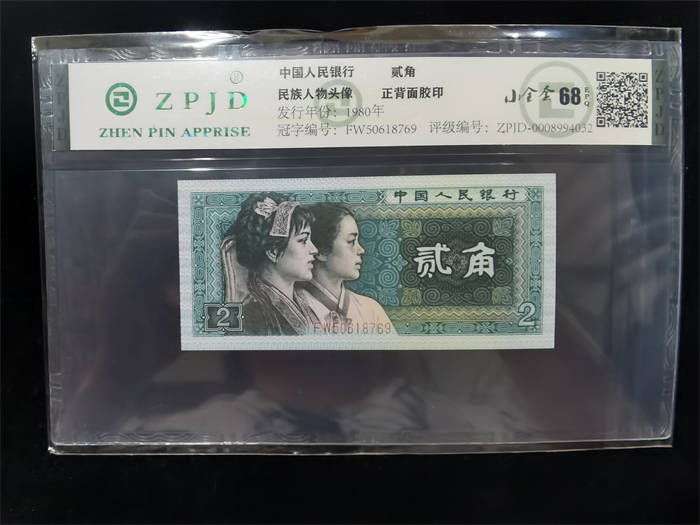 ZPJD®
ZHEN PIN APPRISE
中国人民银行 贰角
民族人物头像 正背面胶印
发行年份：1980年
冠字编号：FW50618769 评级编号：ZPJD-0008994032
68 EPQ
中国人民银行
贰角
2
2
FW50618769